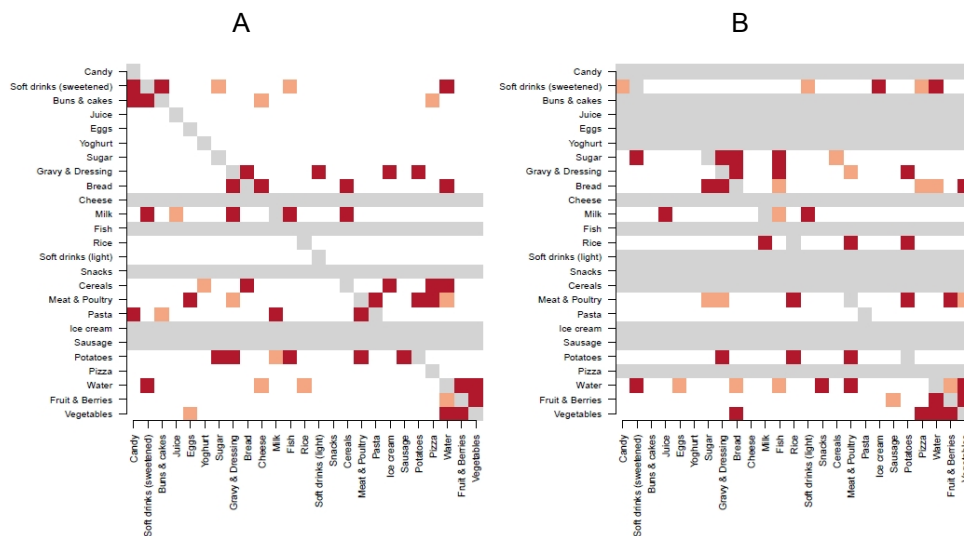 A
B
Candy
Soft drinks (sweetened)
Buns & cakes
Juice
Eggs
Yoghurt
Sugar
Gravy & Dressing
Bread
Cheese
Milk
Fish
Rice
Soft drinks (light)
Snacks
Cereals
Meat & Poultry
Pasta
Ice cream
Sausage
Potatoes
Pizza
Water
Fruit & Berries
Vegetables
Candy
Soft drinks (sweetened)
Buns & cakes
Juice
Eggs
Yoghurt
Sugar
Gravy & Dressing
Bread
Cheese
Milk
Fish
Rice
Soft drinks (light)
Snacks
Cereals
Meat & Poultry
Pasta
Ice cream
Sausage
Potatoes
Pizza
Water
Fruit & Berries
Vegetables
Candy
Soft drinks (sweetened)
Buns & cakes
Juice
Eggs
Yoghurt
Sugar
Gravy & Dressing
Bread
Cheese
Milk
Fish
Rice
Soft drinks (light)
Snacks
Cereals
Meat & Poultry
Pasta
Ice cream
Sausage
Potatoes
Pizza
Water
Fruit & Berries
Vegetables
Candy
Soft drinks (sweetened)
Buns & cakes
Juice
Eggs
Yoghurt
Sugar
Gravy & Dressing
Bread
Cheese
Milk
Fish
Rice
Soft drinks (light)
Snacks
Cereals
Meat & Poultry
Pasta
Ice cream
Sausage
Potatoes
Pizza
Water
Fruit & Berries